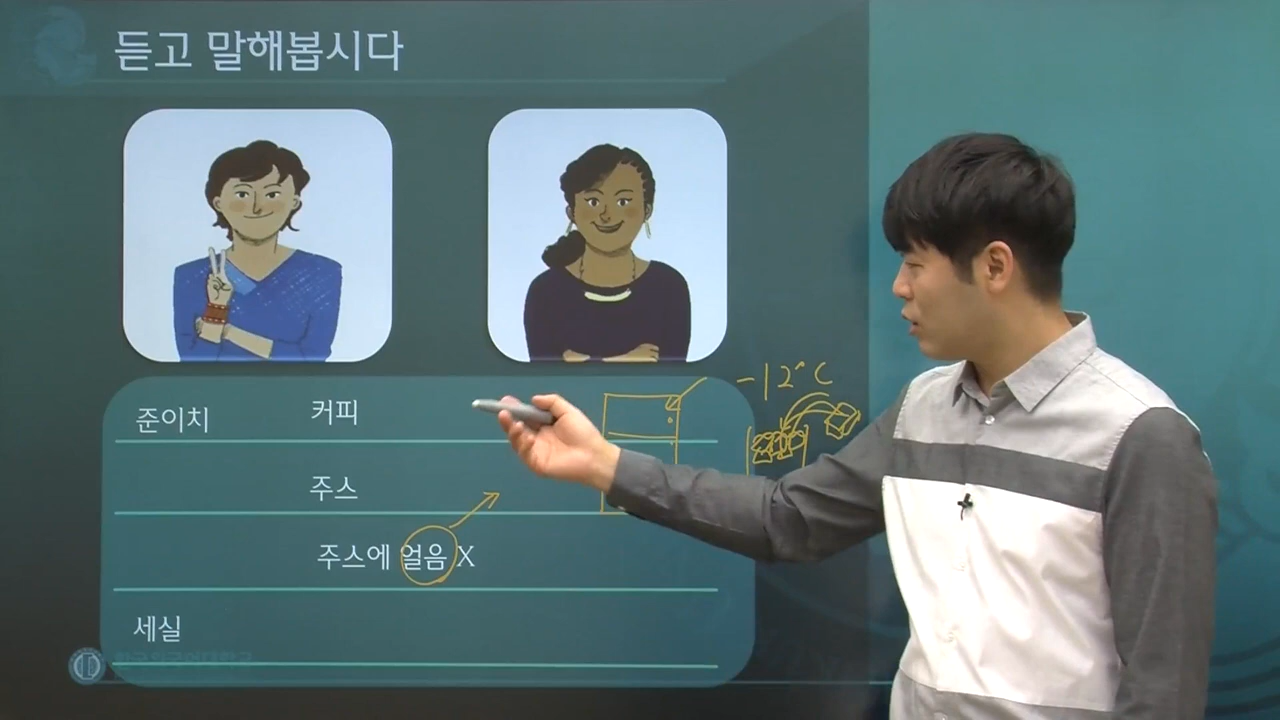 듣고 말해봅시다
-12°C
준이치 커피
주스
주스에 얼음 X
세실